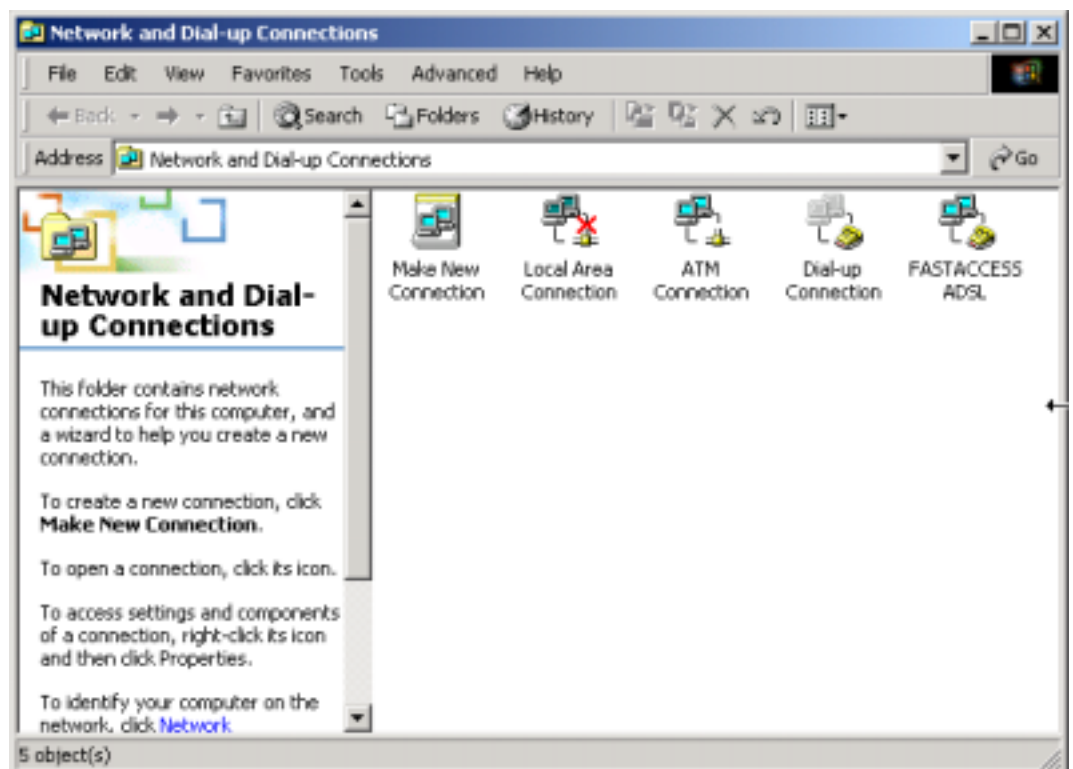 Network and Dial-up Connections
File Edit View Favorites Tools Advanced Help
Back Search Folders History
Address Network and Dial-up Connections Go
Network and Dial-
up Connections
This folder contains network
connections for this computer, and
a wizard to help you create a new
connection.
To create a new connection, click
Make New Connection.
To open a connection, click its icon.
To access settings and components
of a connection, right-click its icon
and then click Properties.
To identify your computer on the
network, click Network
Make New
Connection
Local Area
Connection
ATM
Connection
Dial-up
Connection
FASTACCESS
ADSL
5 object(s)